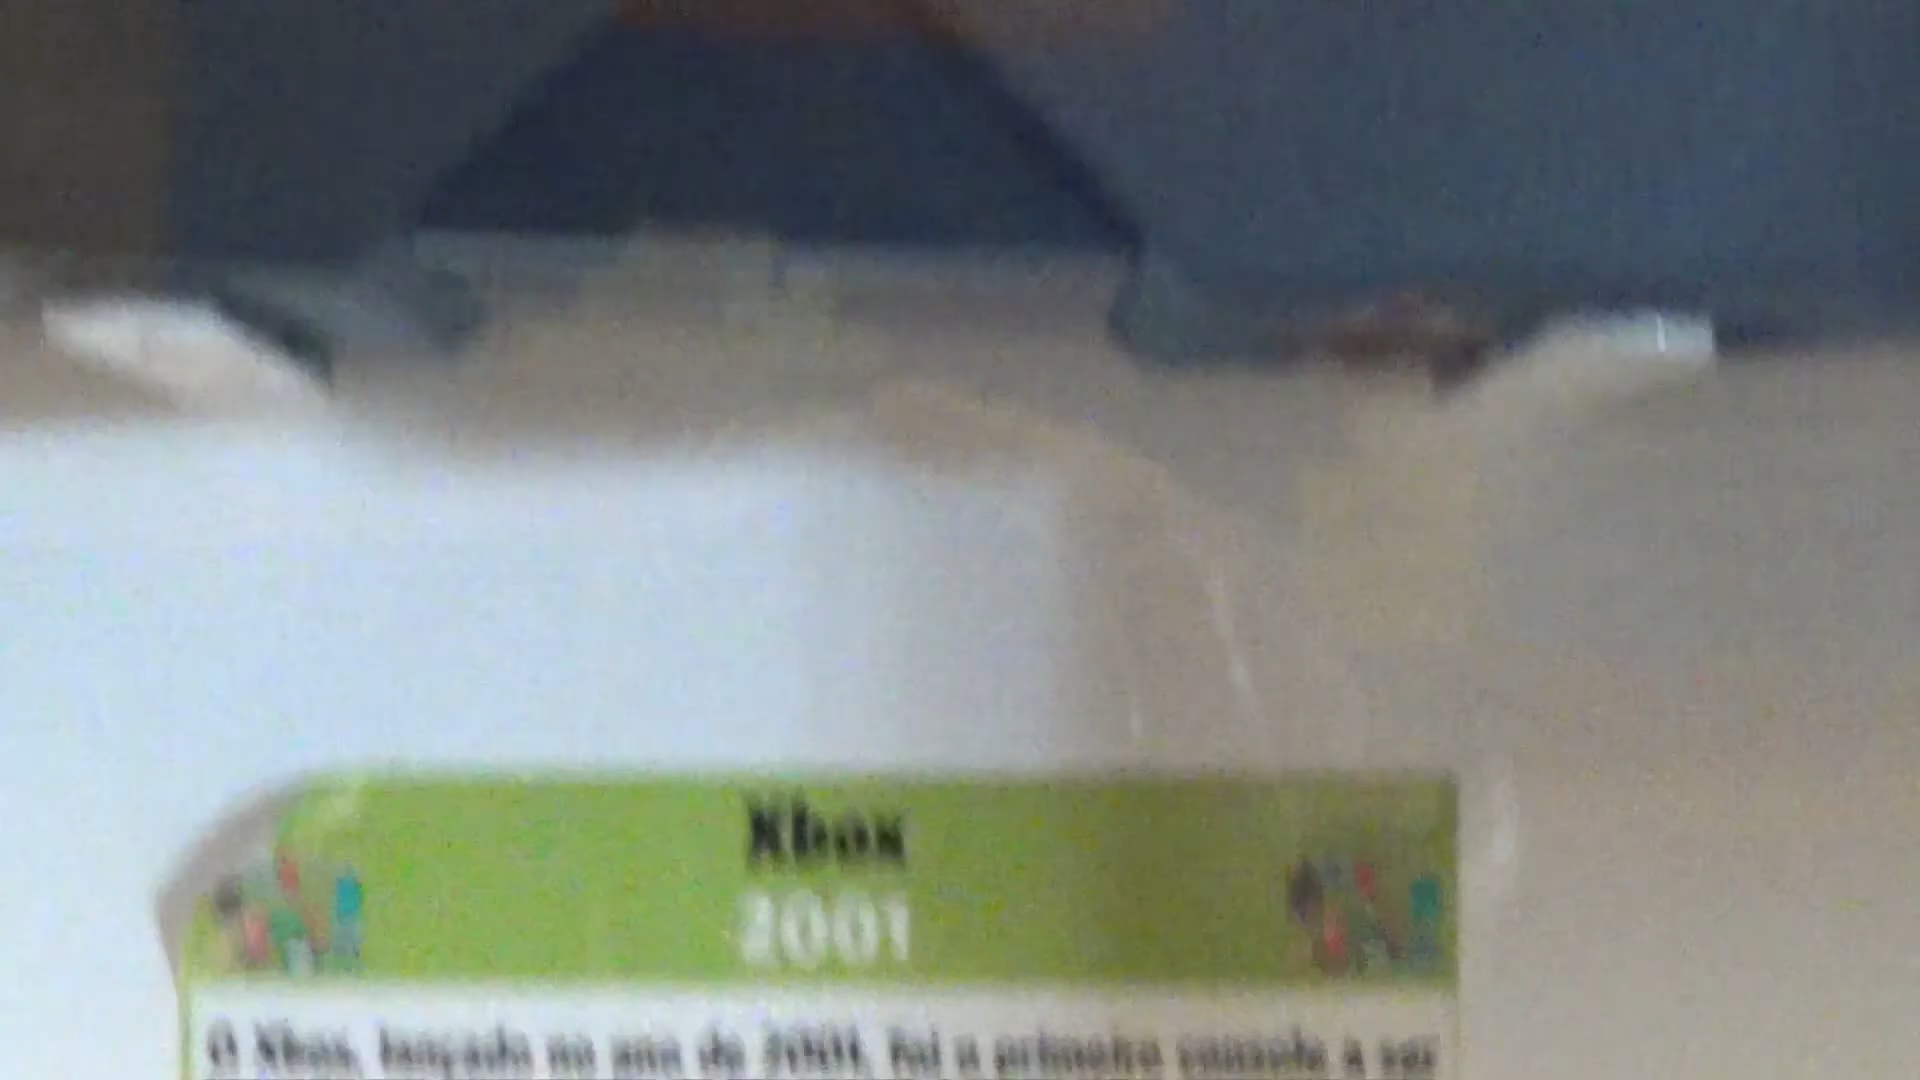 Xbox
2001
O Xbox, lançado no ano de 2001, foi o primeiro console a ser